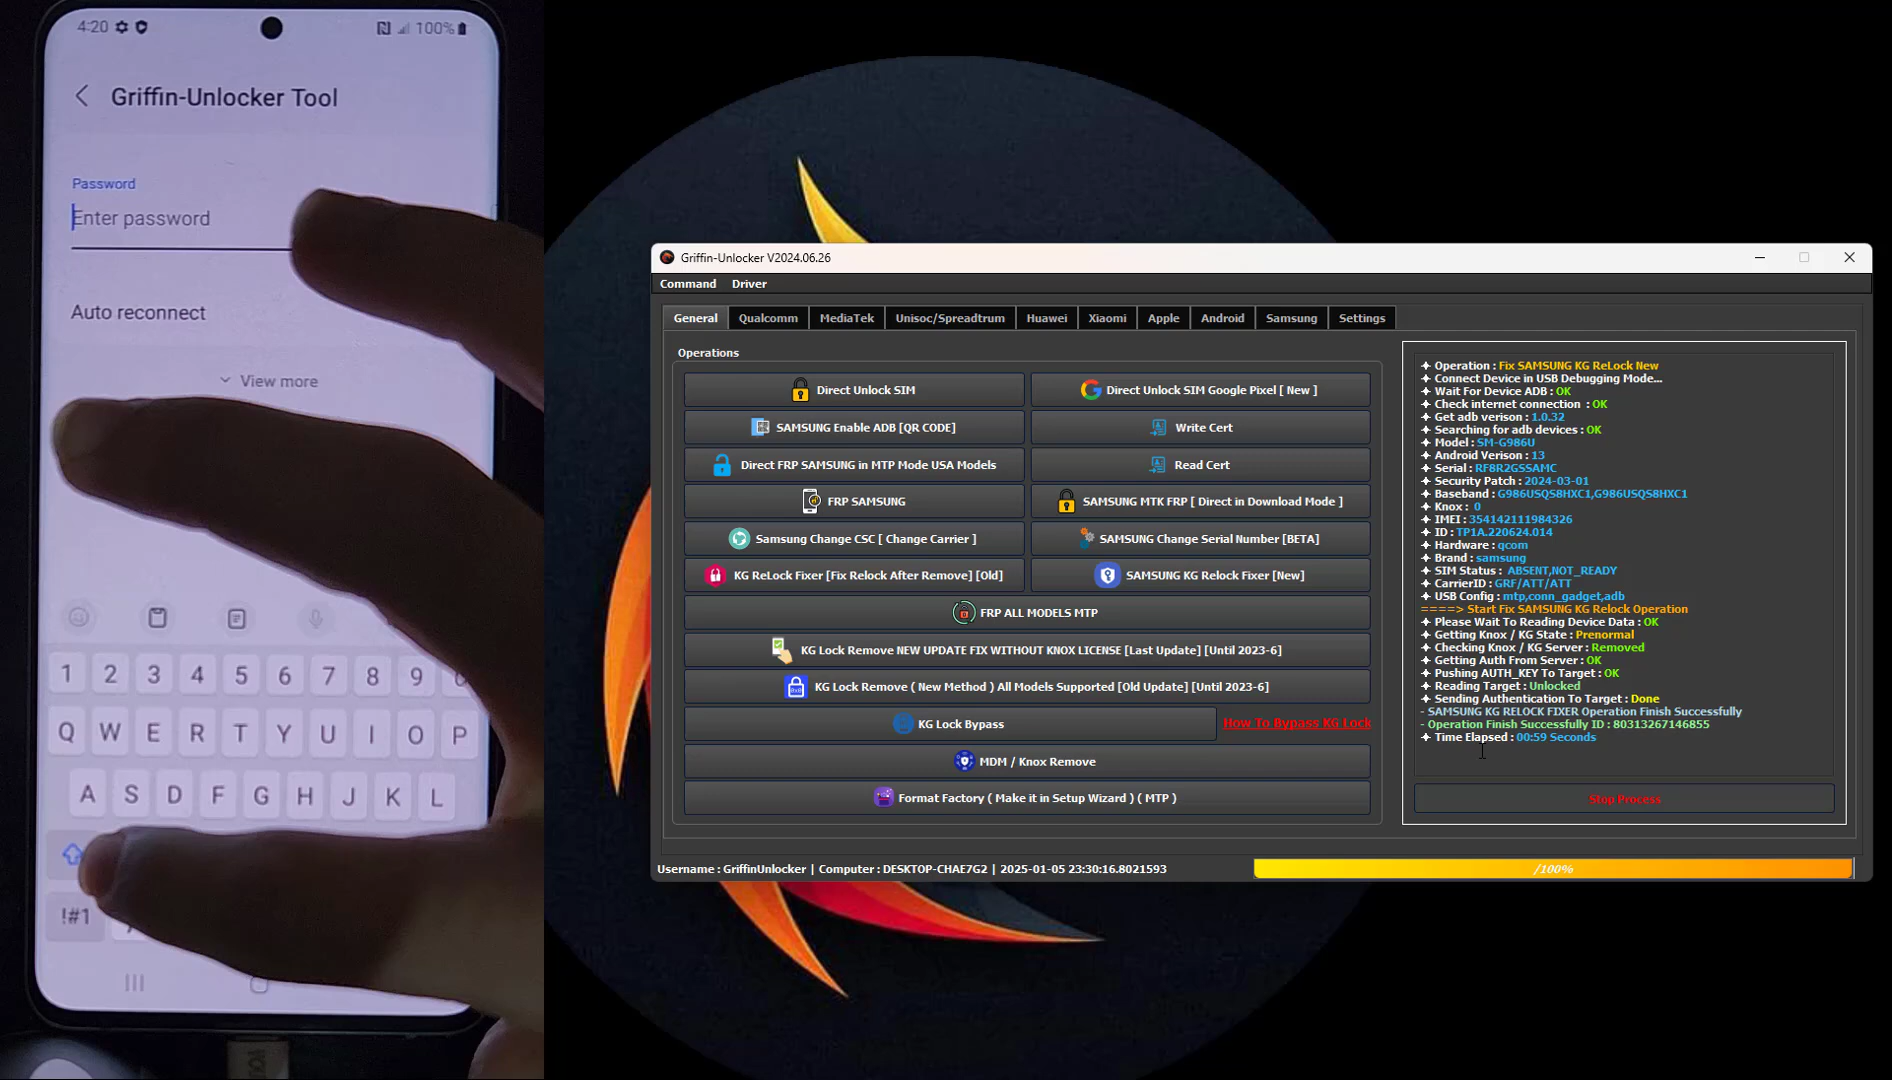 4:20
100%
Griffin-Unlocker Tool
Password
Enter password
Auto reconnect
View more
1 2 3 4 5 6 7 8 9
Q W E R T Y U I O P
A S D F G H J K L
!#1
Griffin-Unlocker V2024.06.26
Command Driver
General Qualcomm MediaTek Unisoc/Spreadtrum Huawei Xiaomi Apple Android Samsung Settings
Operations
Direct Unlock SIM
Direct Unlock SIM Google Pixel [ New ]
SAMSUNG Enable ADB [QR CODE]
Write Cert
Direct FRP SAMSUNG in MTP Mode USA Models
Read Cert
FRP SAMSUNG
SAMSUNG MTK FRP [ Direct in Download Mode ]
Samsung Change CSC [ Change Carrier ]
SAMSUNG Change Serial Number [BETA]
KG ReLock Fixer [Fix Relock After Remove] [Old]
SAMSUNG KG Relock Fixer [New]
FRP ALL MODELS MTP
KG Lock Remove NEW UPDATE FIX WITHOUT KNOX LICENSE [Last Update] [Until 2023-6]
KG Lock Remove ( New Method ) All Models Supported [Old Update] [Until 2023-6]
KG Lock Bypass
How To Bypass KG Lock
MDM / Knox Remove
Format Factory ( Make it in Setup Wizard ) ( MTP )
Operation : Fix SAMSUNG KG ReLock New
Connect Device in USB Debugging Mode...
Wait For Device ADB : OK
Check internet connection : OK
Get adb verison : 1.0.32
Searching for adb devices : OK
Model : SM-G986U
Android Verison : 13
Serial : RF8R2GSSAMC
Security Patch : 2024-03-01
Baseband : G986USQS8HXC1,G986USQS8HXC1
Knox : 0
IMEI : 354142111984326
ID : TP1A.220624.014
Hardware : qcom
Brand : samsung
SIM Status : ABSENT,NOT_READY
CarrierID : GRF/ATT/ATT
USB Config : mtp,conn_gadget,adb
====> Start Fix SAMSUNG KG Relock Operation
Please Wait To Reading Device Data : OK
Getting Knox / KG State : Prenormal
Checking Knox / KG Server : Removed
Getting Auth From Server : OK
Pushing AUTH_KEY To Target : OK
Reading Target : Unlocked
Sending Authentication To Target : Done
- SAMSUNG KG RELOCK FIXER Operation Finish Successfully
- Operation Finish Successfully ID : 80313267146855
Time Elapsed : 00:59 Seconds
Stop Process
Username : GriffinUnlocker | Computer : DESKTOP-CHAE7G2 | 2025-01-05 23:30:16.8021593
/100%